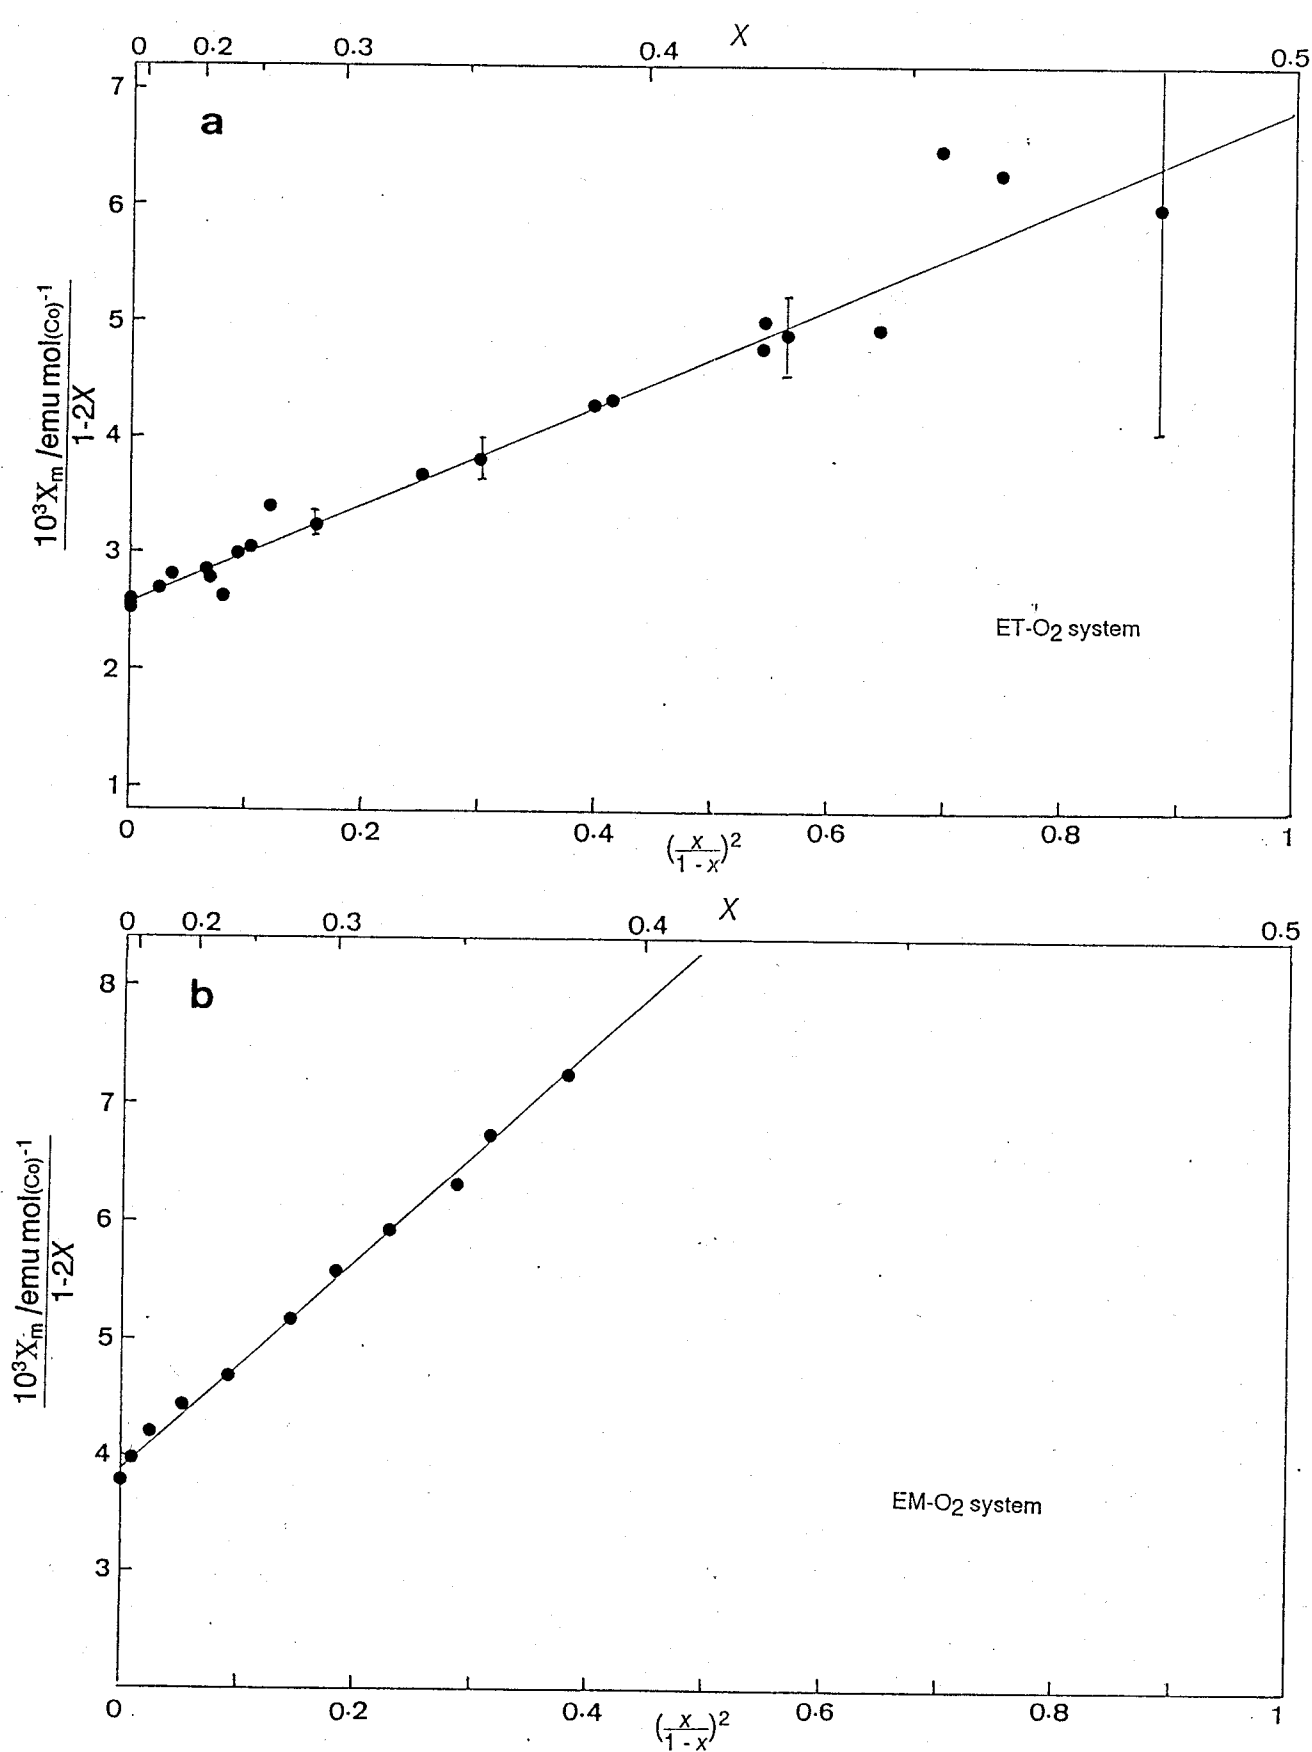 0 0.2 0.3 0.4 X 0.5
7
a
6
5
4
3
2
1
10³Xm /emu mol(Co)⁻¹
1-2X
ET-O2 system
0 0.2 0.4 0.6 0.8 1
(x/1-x)²
0 0.2 0.3 0.4 X 0.5
8
b
7
6
5
4
3
10³Xm /emu mol(Co)⁻¹
1-2X
EM-O2 system
0 0.2 0.4 0.6 0.8 1
(x/1-x)²